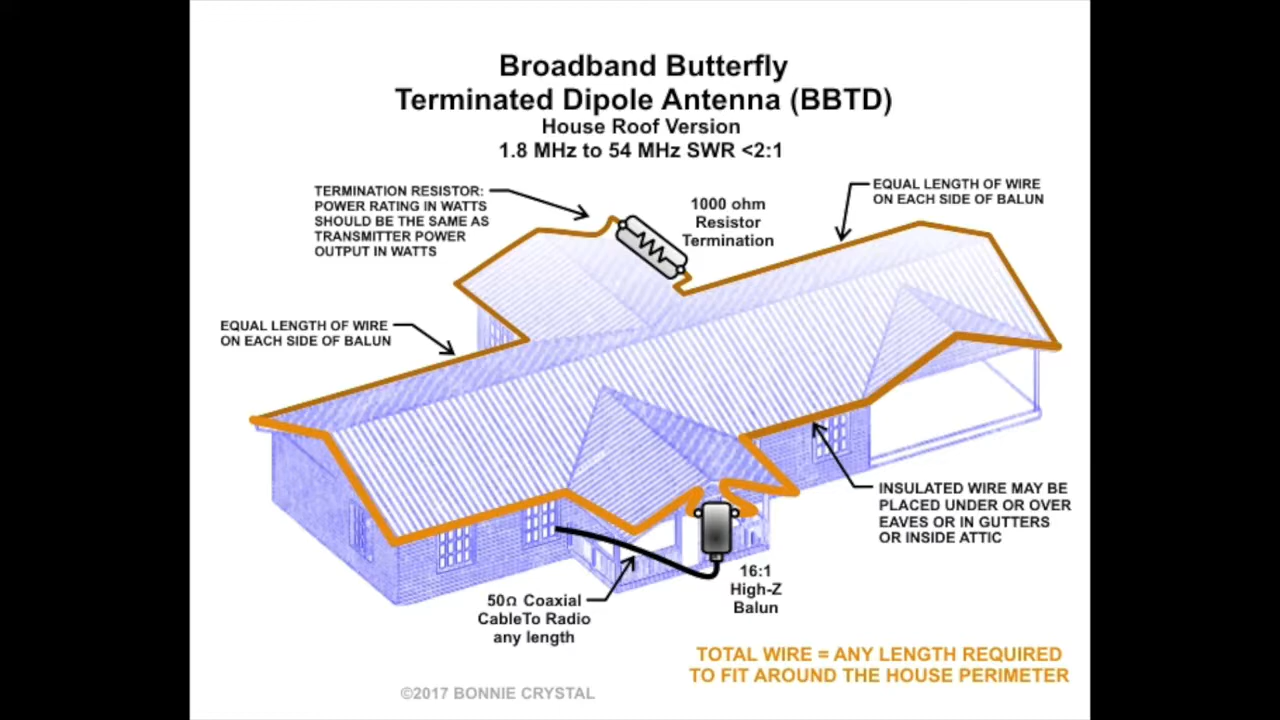 Broadband Butterfly
Terminated Dipole Antenna (BBTD)
House Roof Version
1.8 MHz to 54 MHz SWR <2:1
TERMINATION RESISTOR:
POWER RATING IN WATTS
SHOULD BE THE SAME AS
TRANSMITTER POWER
OUTPUT IN WATTS
1000 ohm
Resistor
Termination
EQUAL LENGTH OF WIRE
ON EACH SIDE OF BALUN
EQUAL LENGTH OF WIRE
ON EACH SIDE OF BALUN
INSULATED WIRE MAY BE
PLACED UNDER OR OVER
EAVES OR IN GUTTERS
OR INSIDE ATTIC
16:1
High-Z
Balun
50Ω Coaxial
CableTo Radio
any length
TOTAL WIRE = ANY LENGTH REQUIRED
TO FIT AROUND THE HOUSE PERIMETER
©2017 BONNIE CRYSTAL